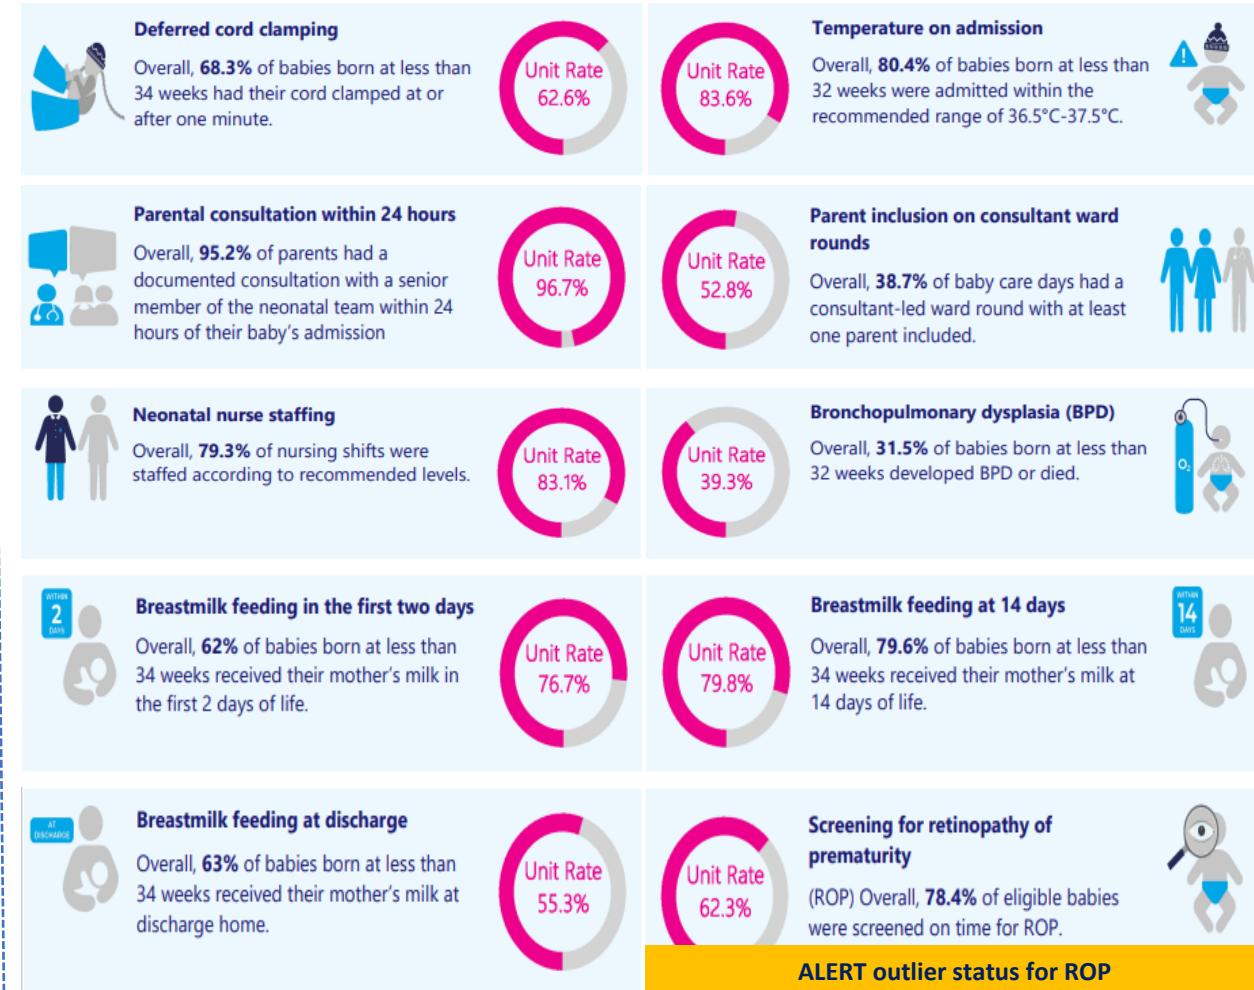 Deferred cord clamping
Overall, 68.3% of babies born at less than
34 weeks had their cord clamped at or
after one minute.
Unit Rate
62.6%
Temperature on admission
Overall, 80.4% of babies born at less than
32 weeks were admitted within the
recommended range of 36.5°C-37.5°C.
Unit Rate
83.6%
Parental consultation within 24 hours
Overall, 95.2% of parents had a
documented consultation with a senior
member of the neonatal team within 24
hours of their baby's admission
Unit Rate
96.7%
Parent inclusion on consultant ward
rounds
Overall, 38.7% of baby care days had a
consultant-led ward round with at least
one parent included.
Unit Rate
52.8%
Neonatal nurse staffing
Overall, 79.3% of nursing shifts were
staffed according to recommended levels.
Unit Rate
83.1%
Bronchopulmonary dysplasia (BPD)
Overall, 31.5% of babies born at less than
32 weeks developed BPD or died.
Unit Rate
39.3%
O₂
WITHIN
2
DAYS
Breastmilk feeding in the first two days
Overall, 62% of babies born at less than
34 weeks received their mother's milk in
the first 2 days of life.
Unit Rate
76.7%
Breastmilk feeding at 14 days
Overall, 79.6% of babies born at less than
34 weeks received their mother's milk at
14 days of life.
Unit Rate
79.8%
WITHIN
14
DAYS
AT
DISCHARGE
Breastmilk feeding at discharge
Overall, 63% of babies born at less than
34 weeks received their mother's milk at
discharge home.
Unit Rate
55.3%
Screening for retinopathy of
prematurity
(ROP) Overall, 78.4% of eligible babies
were screened on time for ROP.
Unit Rate
62.3%
ALERT outlier status for ROP